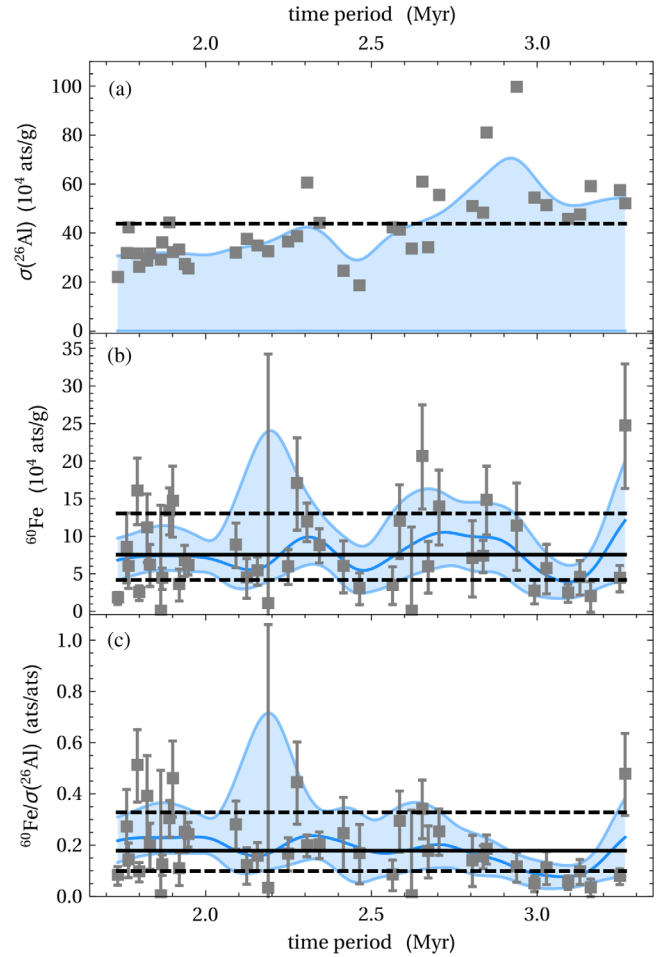 time period (Myr)
2.0 2.5 3.0
(a)
100
80
60
40
20
0
σ(²⁶Al) (10⁴ ats/g)
(b)
35
30
25
20
15
10
5
0
⁶⁰Fe (10⁴ ats/g)
(c)
1.0
0.8
0.6
0.4
0.2
0.0
⁶⁰Fe/σ(²⁶Al) (ats/ats)
2.0 2.5 3.0
time period (Myr)